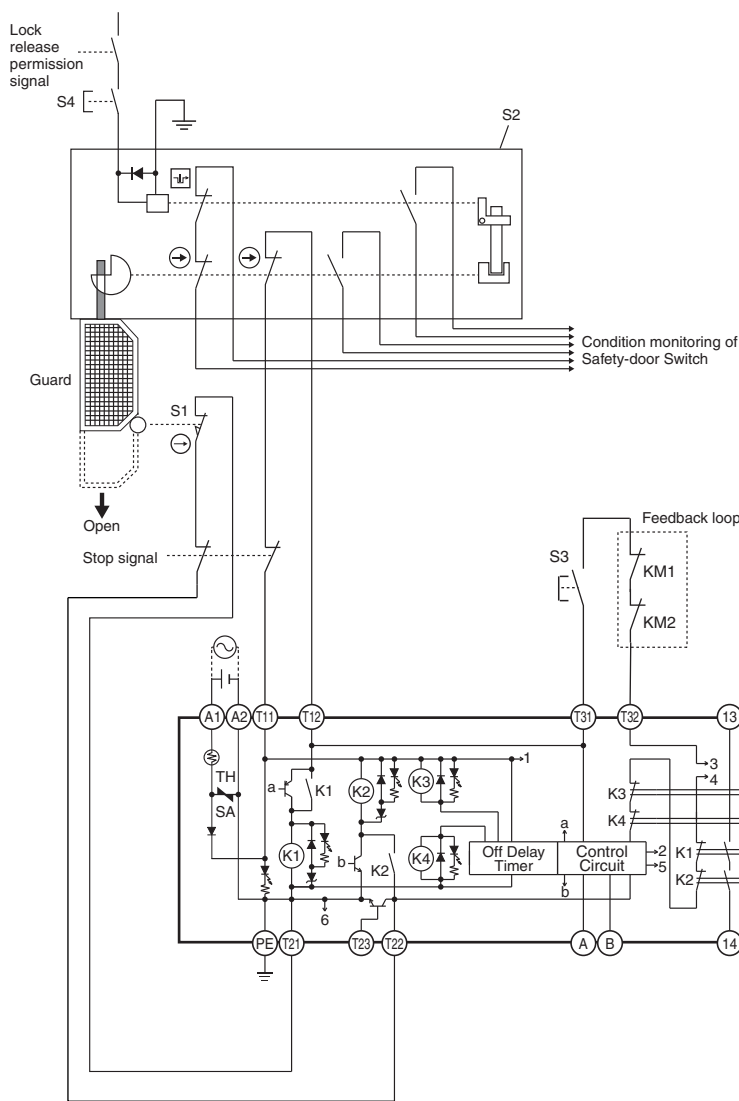 Lock
release
permission
signal
S4
S2
Condition monitoring of
Safety-door Switch
Guard
S1
Open
Stop signal
Feedback loop
S3
KM1
KM2
A1 A2 T11 T12 T31 T32 13
1
3
4
TH
a
K1
K2
K3
K3
SA
a
K4
K1
b
K2
K4
Off Delay
Timer
Control
Circuit
2
5
K1
K2
6
b
PE T21 T23 T22 A B 14